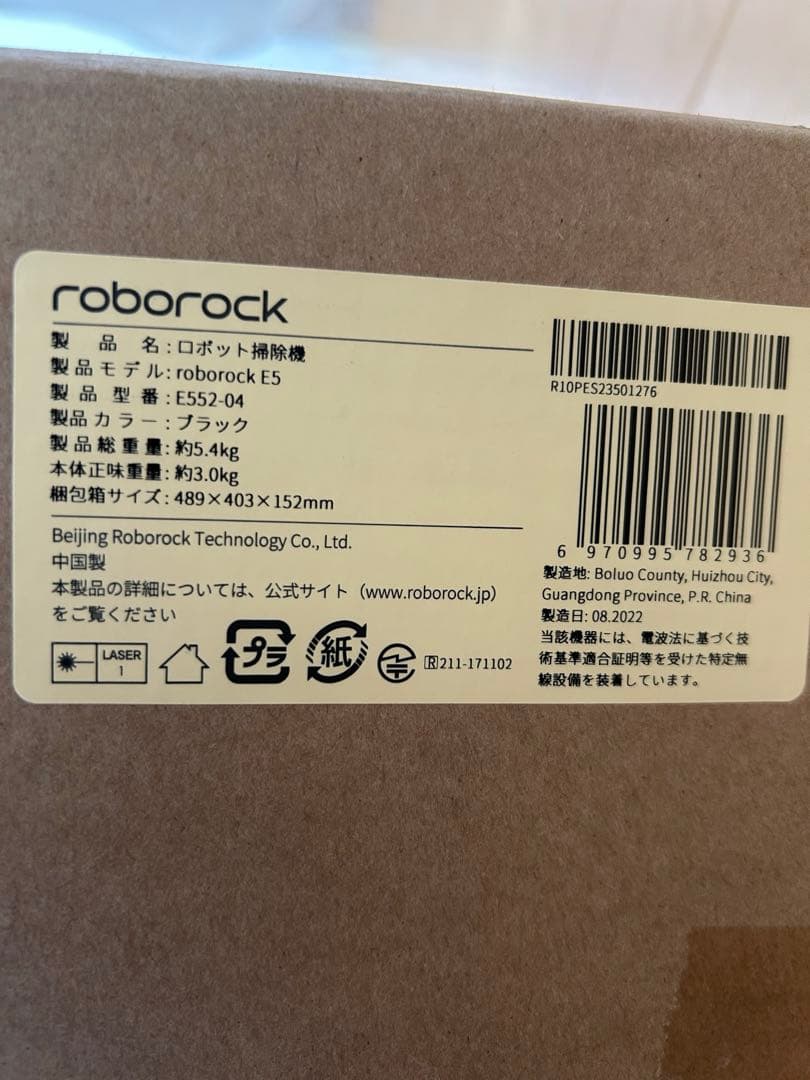 roborock
製品名:ロボット掃除機
製品モデル:roborock E5
製品型番:E552-04
製品カラー:ブラック
製品総重量:約5.4kg
本体正味重量:約3.0kg
梱包箱サイズ:489×403×152mm
Beijing Roborock Technology Co., Ltd.
中国製
本製品の詳細については、公式サイト（www.roborock.jp）
をご覧ください
LASER
1
プラ
紙
R 211-171102
R10PES23501276
6 970995 782936
製造地: Boluo County, Huizhou City,
Guangdong Province, P.R. China
製造日: 08.2022
当該機器には、電波法に基づく技
術基準適合証明等を受けた特定無
線設備を装着しています。